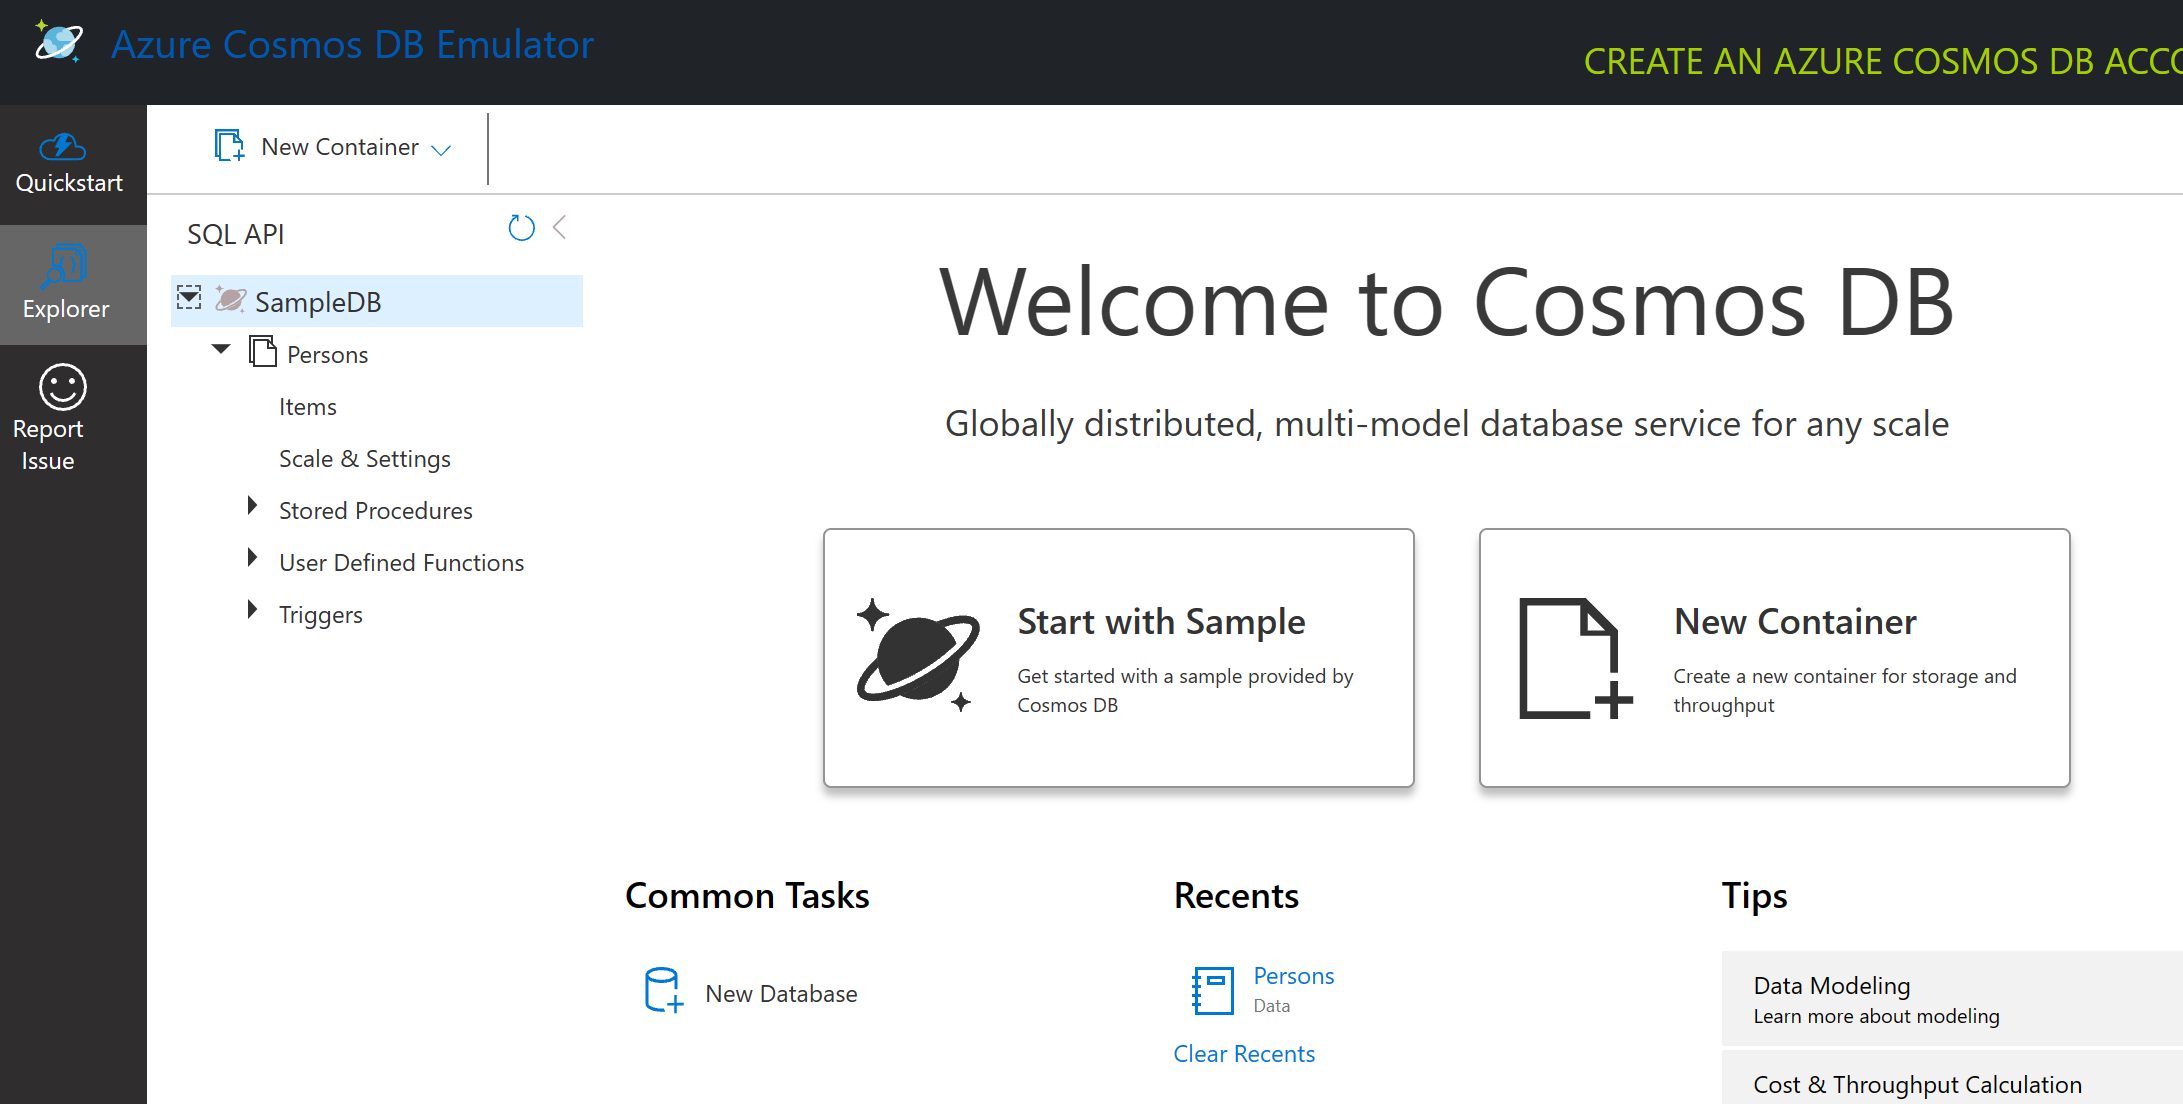 Azure Cosmos DB Emulator
CREATE AN AZURE COSMOS DB
Quickstart
Explorer
Report
Issue
New Container
SQL API
SampleDB
Persons
Items
Scale & Settings
Stored Procedures
User Defined Functions
Triggers
Welcome to Cosmos DB
Globally distributed, multi-model database service for any scale
Start with Sample
Get started with a sample provided by
Cosmos DB
New Container
Create a new container for storage and
throughput
Common Tasks
New Database
Recents
Persons
Data
Clear Recents
Tips
Data Modeling
Learn more about modeling
Cost & Throughput Calculation